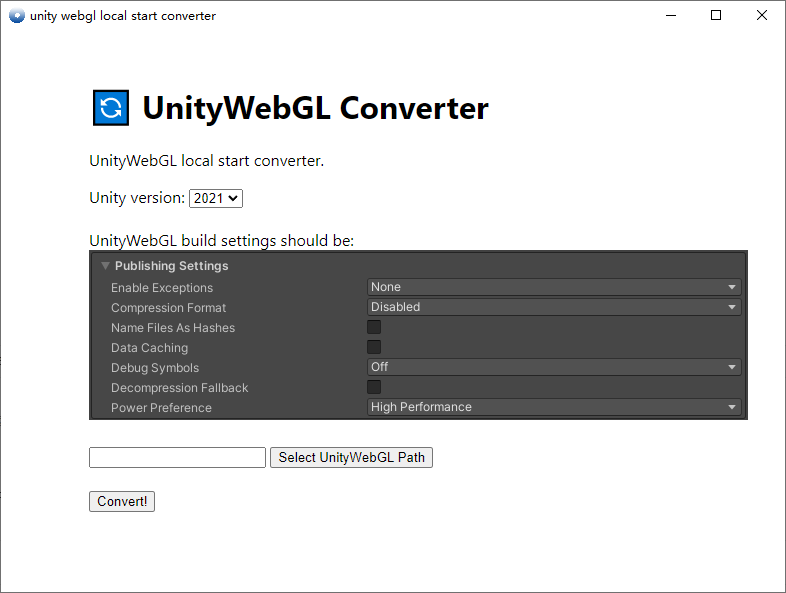 unity webgl local start converter
UnityWebGL Converter
UnityWebGL local start converter.
Unity version: 2021
UnityWebGL build settings should be:
Publishing Settings
Enable Exceptions None
Compression Format Disabled
Name Files As Hashes
Data Caching
Debug Symbols Off
Decompression Fallback
Power Preference High Performance
Select UnityWebGL Path
Convert!